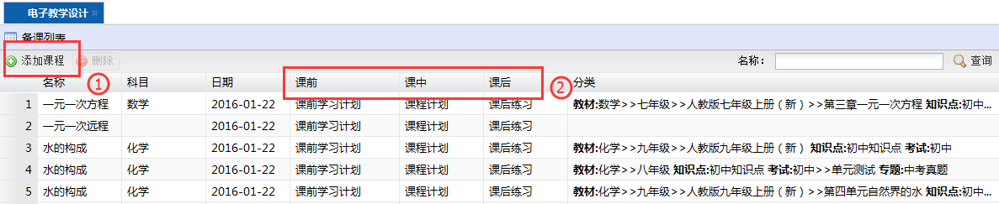 电子教学设计
备课列表
添加课程 删除 名称： 查询
名称 科目 日期 课前 课中 课后 分类
① ②
1 一元一次方程 数学 2016-01-22 课前学习计划 课程计划 课后练习 教材:数学>>七年级>>人教版七年级上册（新）>>第三章一元一次方程 知识点:初中...
2 一元一次远程 2016-01-22 课前学习计划 课程计划 课后练习
3 水的构成 化学 2016-01-22 课前学习计划 课程计划 课后练习 教材:化学>>九年级>>人教版九年级上册（新） 知识点:初中知识点 考试:初中
4 水的构成 化学 2016-01-22 课前学习计划 课程计划 课后练习 教材:化学>>八年级 知识点:初中知识点 考试:初中>>单元测试 专题:中考真题
5 水的构成 化学 2016-01-22 课前学习计划 课程计划 课后练习 教材:化学>>九年级>>人教版九年级上册（新）>>第四单元自然界的水 知识点:初中...